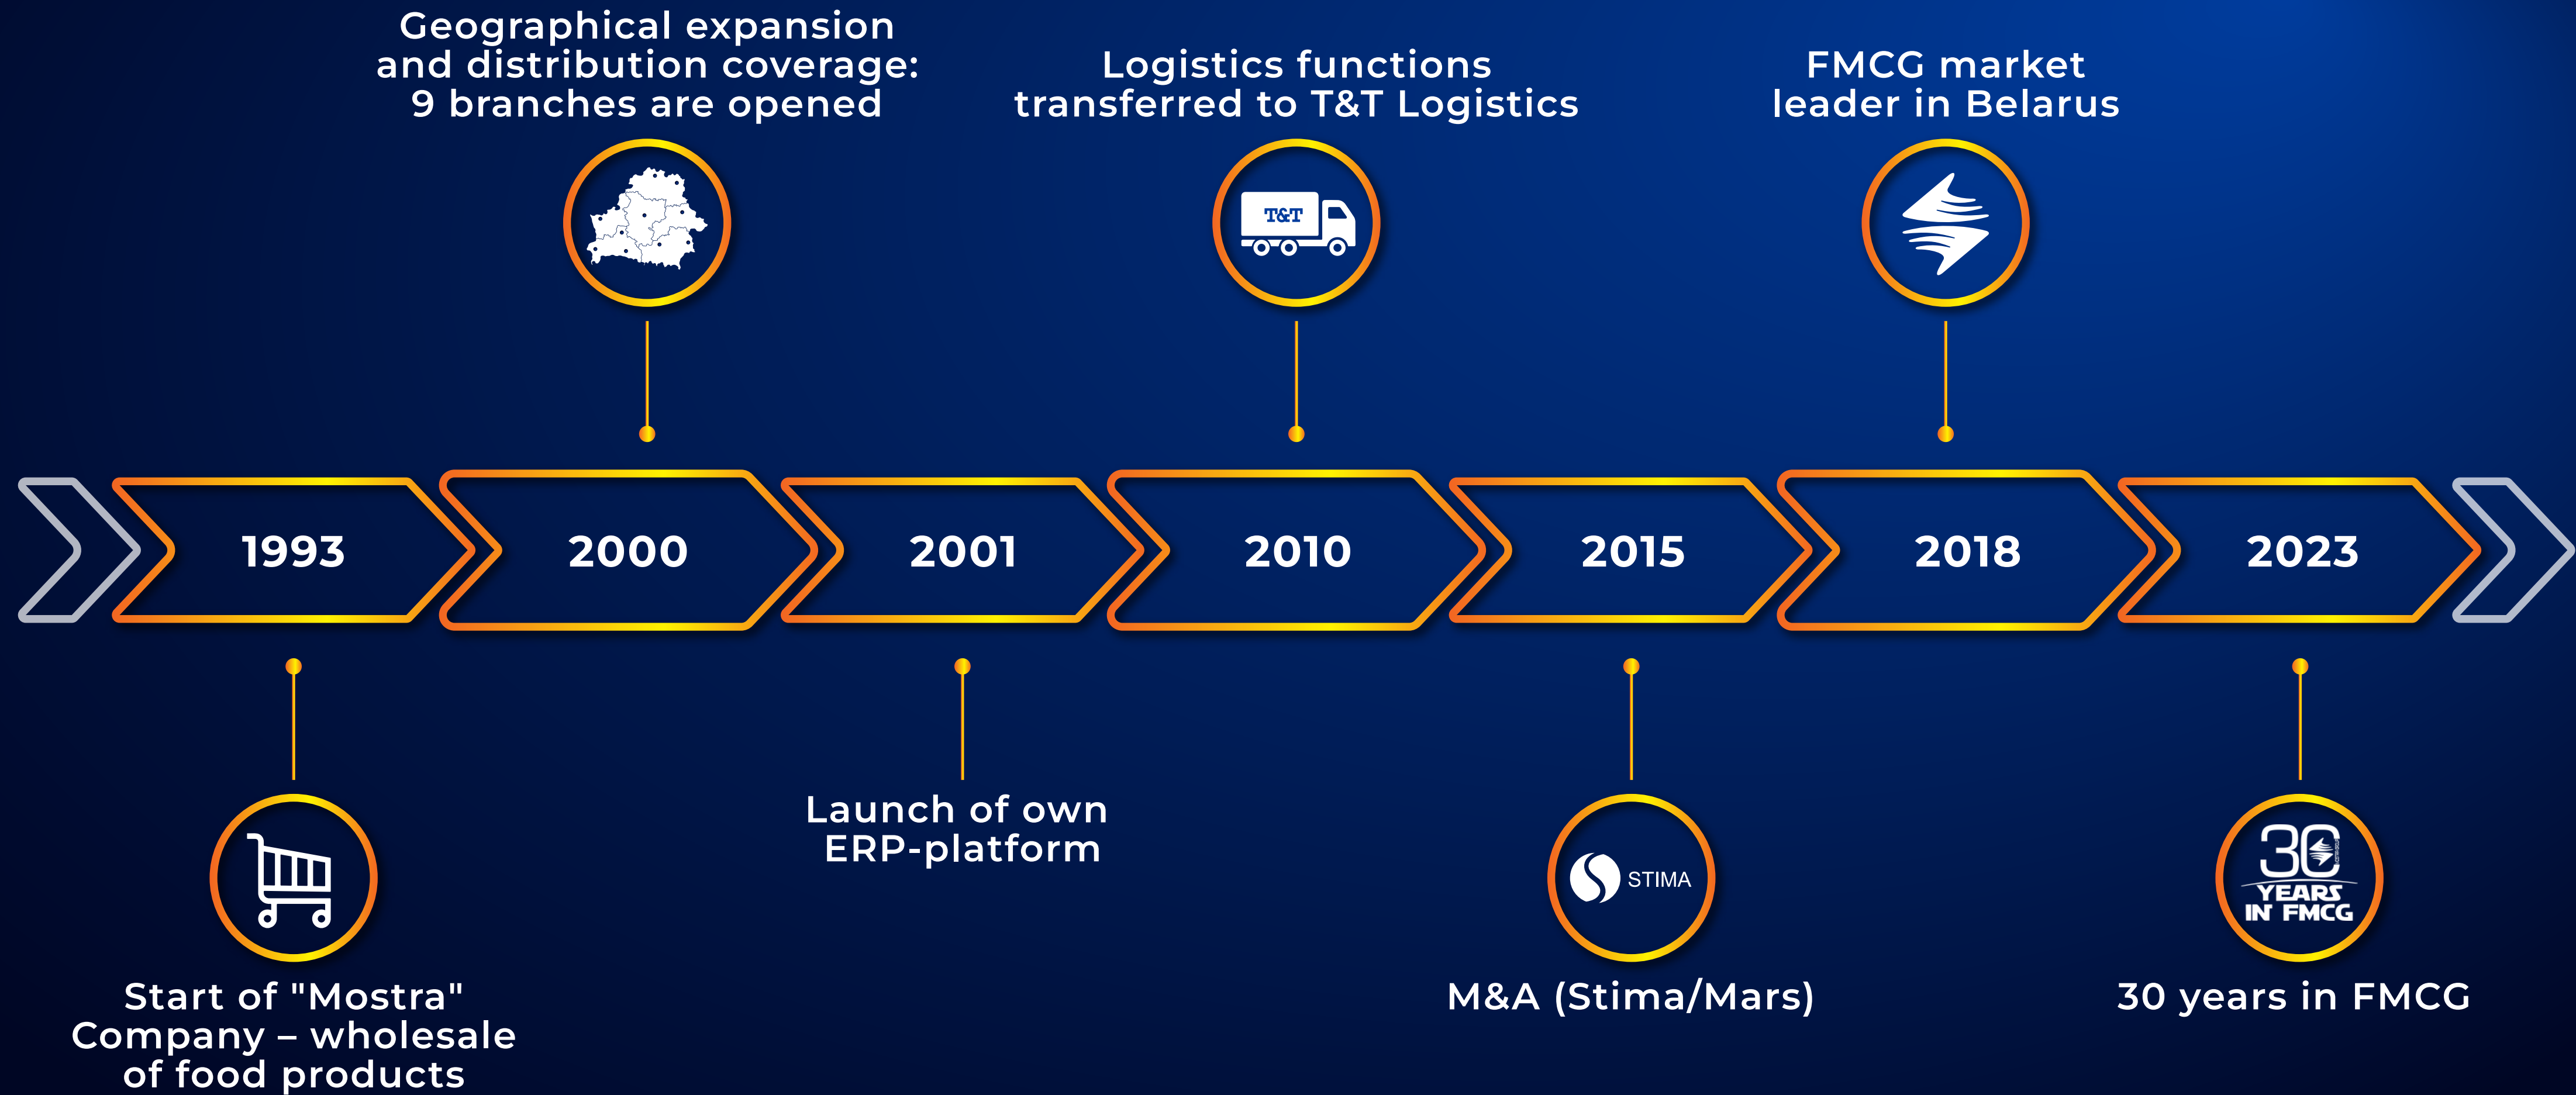 Geographical expansion
and distribution coverage:
9 branches are opened
Logistics functions
transferred to T&T Logistics
FMCG market
leader in Belarus
T&T
1993
2000
2001
2010
2015
2018
2023
Start of "Mostra"
Company – wholesale
of food products
Launch of own
ERP-platform
STIMA
M&A (Stima/Mars)
30
YEARS
IN FMCG
30 years in FMCG